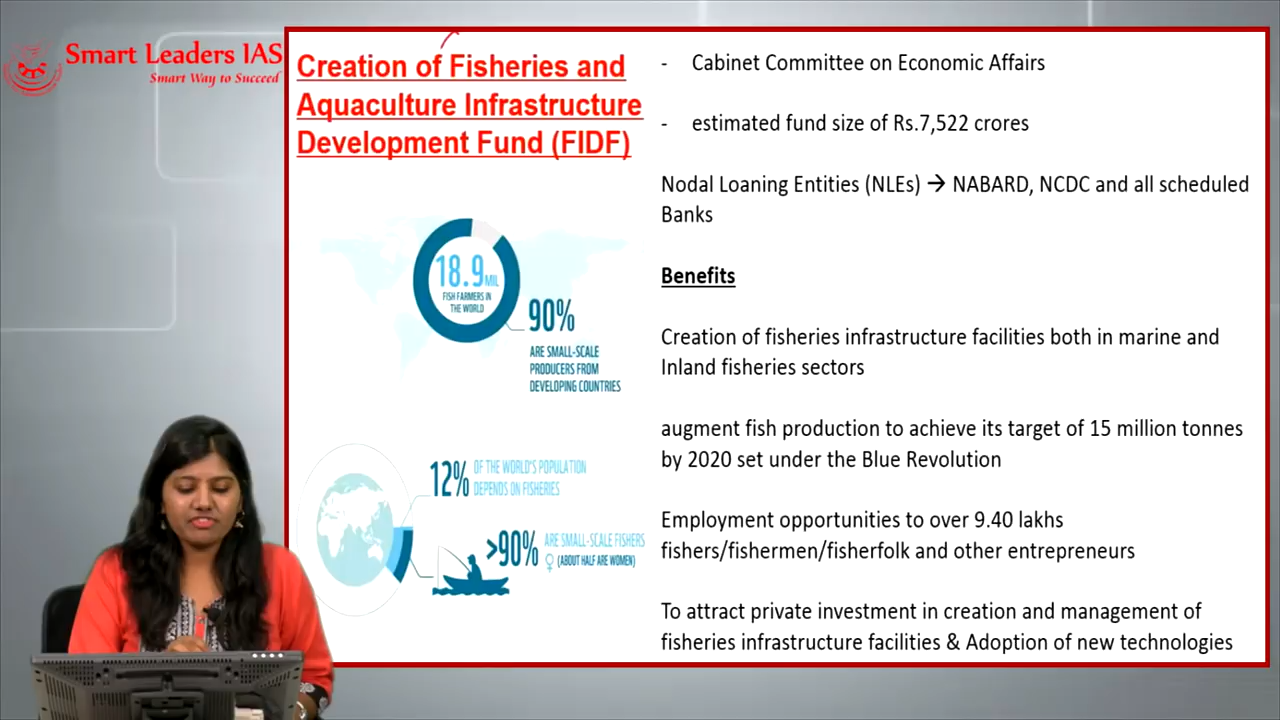 Smart Leaders IAS
Smart Way to Succeed
Creation of Fisheries and
Aquaculture Infrastructure
Development Fund (FIDF)
18.9 MIL
FISH FARMERS IN
THE WORLD
90%
ARE SMALL-SCALE
PRODUCERS FROM
DEVELOPING COUNTRIES
12% OF THE WORLD'S POPULATION
DEPENDS ON FISHERIES
>90% ARE SMALL-SCALE FISHERS
(ABOUT HALF ARE WOMEN)
- Cabinet Committee on Economic Affairs
- estimated fund size of Rs.7,522 crores
Nodal Loaning Entities (NLEs) → NABARD, NCDC and all scheduled
Banks
Benefits
Creation of fisheries infrastructure facilities both in marine and
Inland fisheries sectors
augment fish production to achieve its target of 15 million tonnes
by 2020 set under the Blue Revolution
Employment opportunities to over 9.40 lakhs
fishers/fishermen/fisherfolk and other entrepreneurs
To attract private investment in creation and management of
fisheries infrastructure facilities & Adoption of new technologies